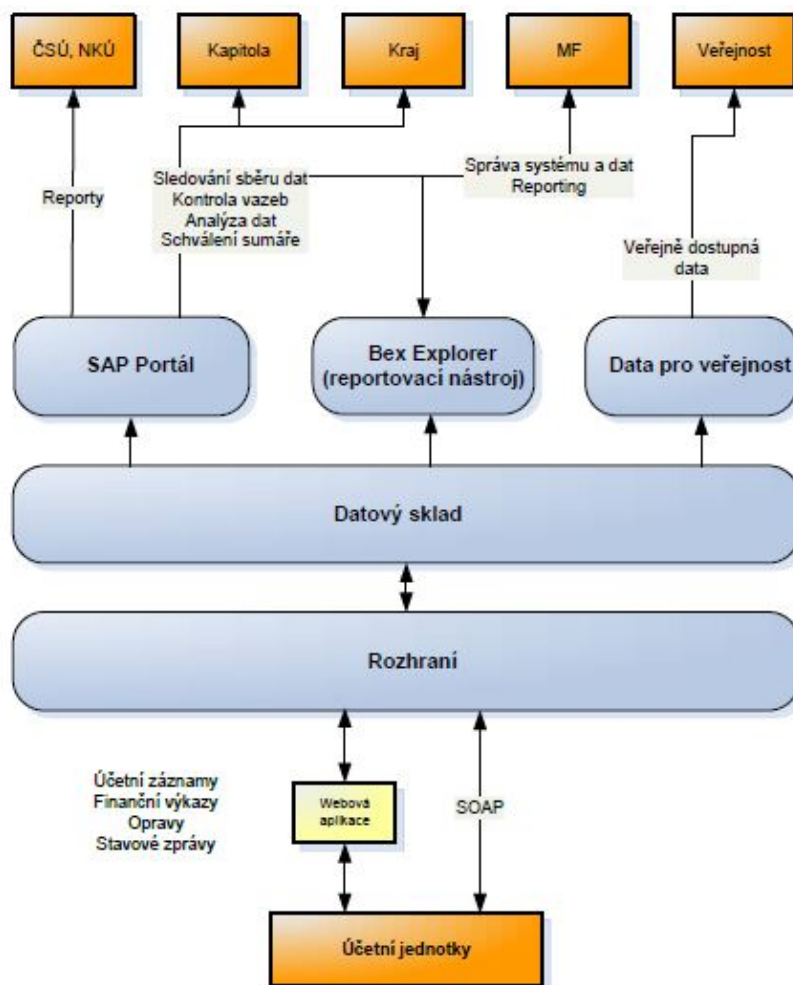 ČSÚ, NKÚ
Kapitola
Kraj
MF
Veřejnost
Reporty
Sledování sběru dat
Kontrola vazeb
Analýza dat
Schválení sumáře
Správa systému a dat
Reporting
Veřejně dostupná
data
SAP Portál
Bex Explorer
(reportovací nástroj)
Data pro veřejnost
Datový sklad
Rozhraní
Účetní záznamy
Finanční výkazy
Opravy
Stavové zprávy
Webová
aplikace
SOAP
Účetní jednotky